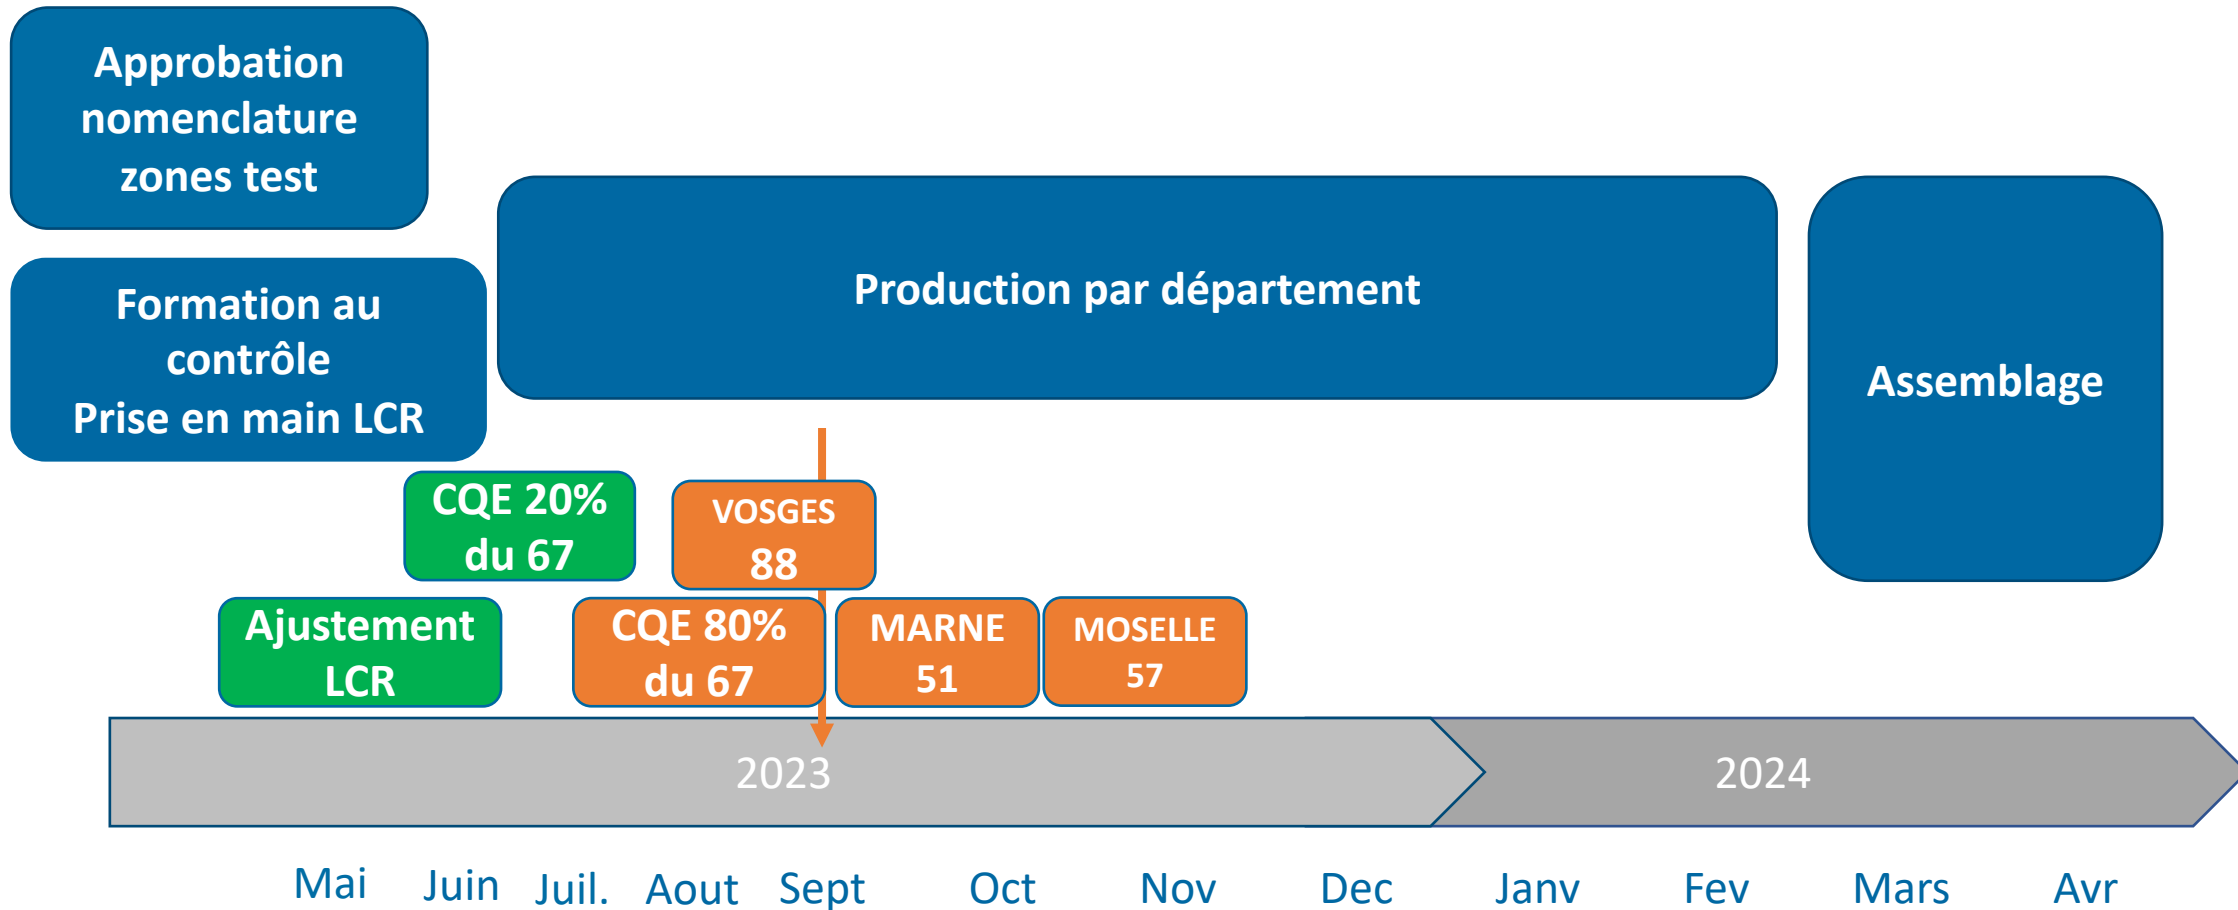 Approbation
nomenclature
zones test
Formation au
contrôle
Prise en main LCR
Production par département
Assemblage
CQE 20%
du 67
VOSGES
88
Ajustement
LCR
CQE 80%
du 67
MARNE
51
MOSELLE
57
2023
2024
Mai Juin Juil. Aout Sept Oct Nov Dec Janv Fev Mars Avr